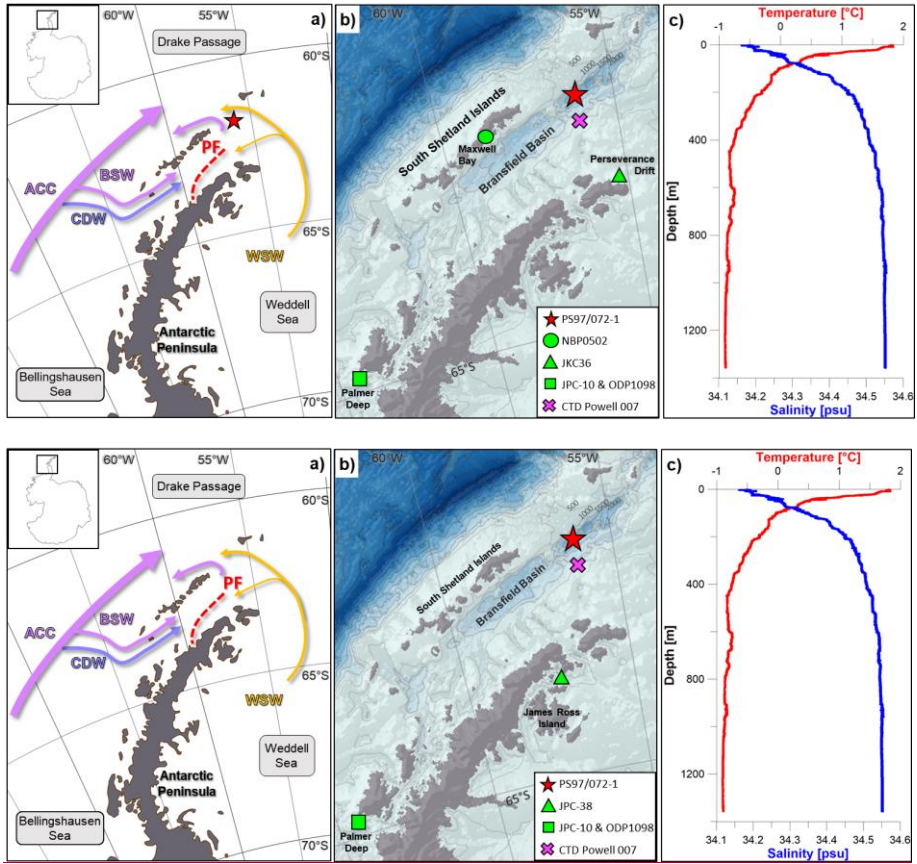 60°W
55°W
a)
Drake Passage
60°S
PF
ACC
BSW
CDW
WSW
65°S
Weddell
Sea
Antarctic
Peninsula
Bellingshausen
Sea
70°S
b)
60°W
55°W
500
1000
1500
South Shetland Islands
Maxwell
Bay
Bransfield Basin
Perseverance
Drift
65°S
Palmer
Deep
PS97/072-1
NBP0502
JKC36
JPC-10 & ODP1098
CTD Powell 007
c)
Temperature [°C]
-1 0 1 2
0
400
800
1200
Depth [m]
34.1 34.2 34.3 34.4 34.5 34.6
Salinity [psu]
60°W
55°W
a)
Drake Passage
60°S
PF
ACC
BSW
CDW
WSW
65°S
Weddell
Sea
Antarctic
Peninsula
Bellingshausen
Sea
70°S
b)
60°W
55°W
500
1000
1500
South Shetland Islands
Bransfield Basin
James Ross
Island
65°S
Palmer
Deep
PS97/072-1
JPC-38
JPC-10 & ODP1098
CTD Powell 007
c)
-1 0 1 2
Temperature [°C]
0
400
800
1200
Depth [m]
34.1 34.2 34.3 34.4 34.5 34.6
Salinity [psu]